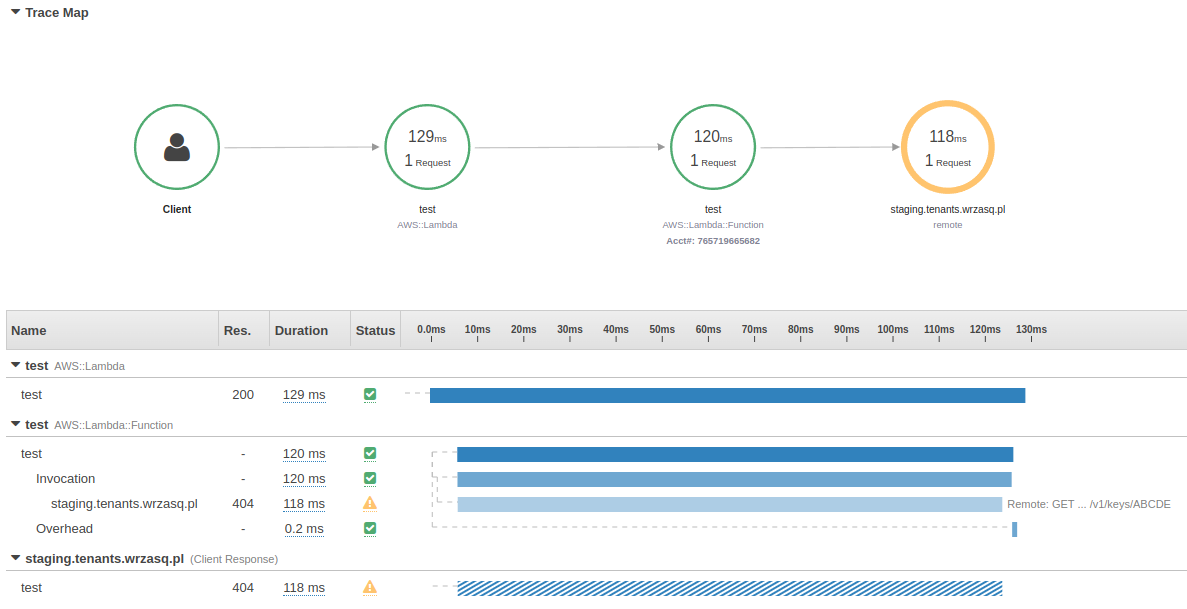 Trace Map
129ms 120ms 118ms
1 Request 1 Request 1 Request
Client test test staging.tenants.wrzasq.pl
AWS::Lambda AWS::Lambda::Function remote
Acct#: 765719665682
Name Res. Duration Status 0.0ms 10ms 20ms 30ms 40ms 50ms 60ms 70ms 80ms 90ms 100ms 110ms 120ms 130ms
test AWS::Lambda
test 200 129 ms
test AWS::Lambda::Function
test - 120 ms
Invocation - 120 ms
staging.tenants.wrzasq.pl 404 118 ms Remote: GET ... /v1/keys/ABCDE
Overhead - 0.2 ms
staging.tenants.wrzasq.pl (Client Response)
test 404 118 ms